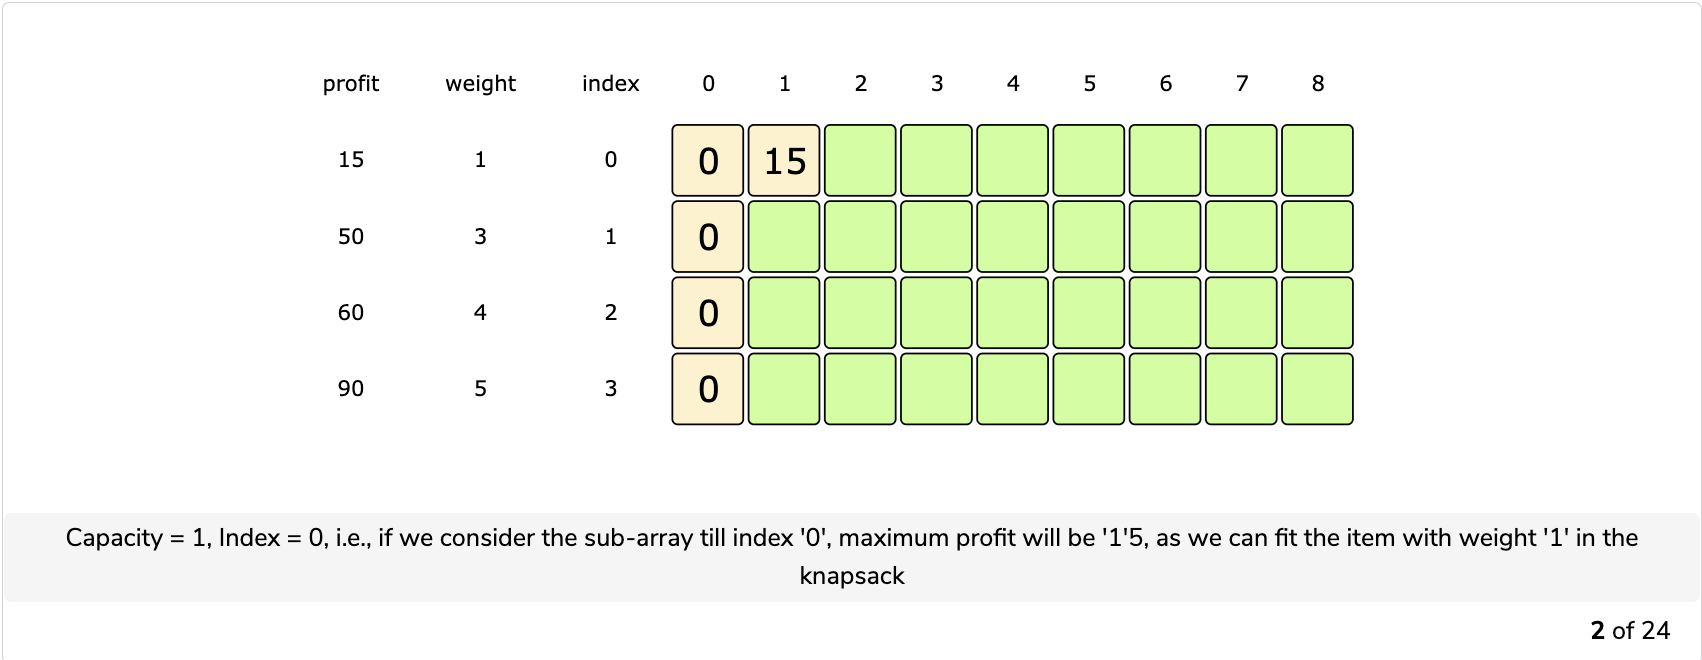 profit weight index 0 1 2 3 4 5 6 7 8
15 1 0 0 15
50 3 1 0
60 4 2 0
90 5 3 0
Capacity = 1, Index = 0, i.e., if we consider the sub-array till index '0', maximum profit will be '1'5, as we can fit the item with weight '1' in the
knapsack
2 of 24